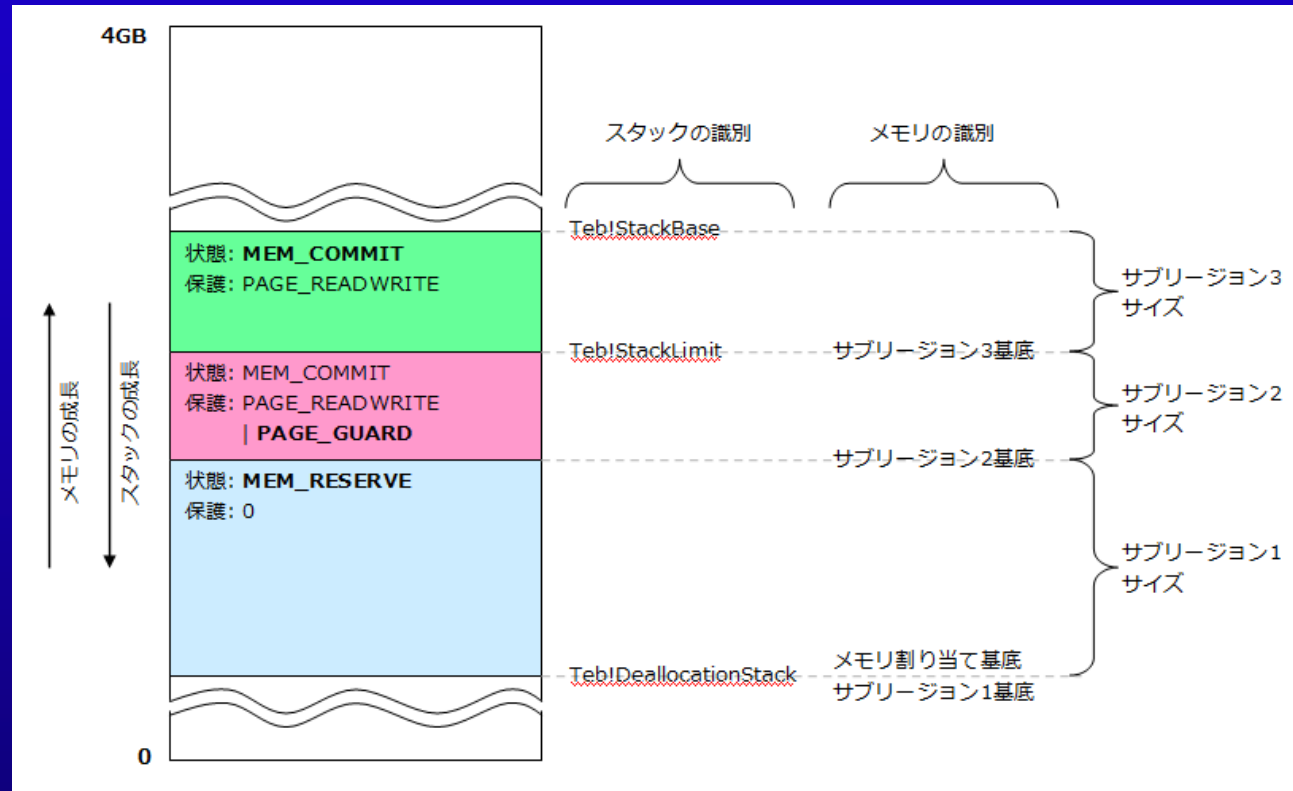 4GB
スタックの識別
メモリの識別
Teb!StackBase
状態: MEM_COMMIT
保護: PAGE_READWRITE
サブリージョン3
サイズ
Teb!StackLimit
サブリージョン3基底
状態: MEM_COMMIT
保護: PAGE_READWRITE
| PAGE_GUARD
サブリージョン2
サイズ
メモリの成長
スタックの成長
サブリージョン2基底
状態: MEM_RESERVE
保護: 0
サブリージョン1
サイズ
Teb!DeallocationStack
メモリ割り当て基底
サブリージョン1基底
0